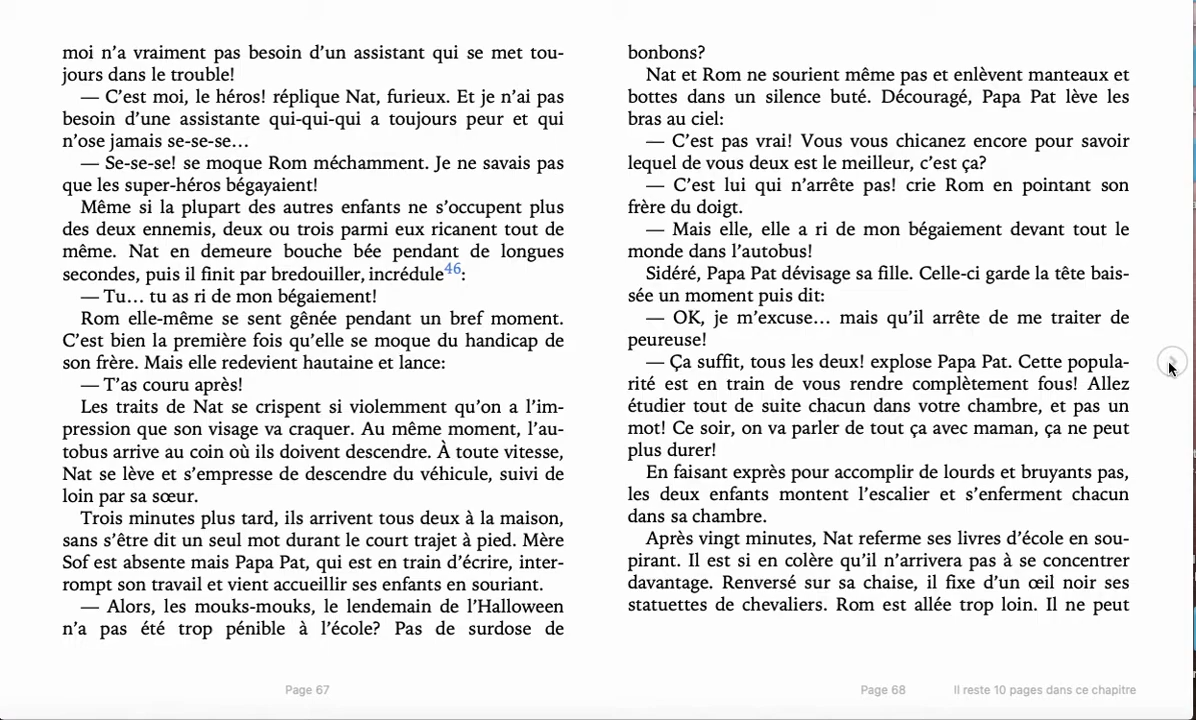 moi n'a vraiment pas besoin d'un assistant qui se met tou-
jours dans le trouble!
— C'est moi, le héros! réplique Nat, furieux. Et je n'ai pas
besoin d'une assistante qui-qui-qui a toujours peur et qui
n'ose jamais se-se-se…
— Se-se-se! se moque Rom méchamment. Je ne savais pas
que les super-héros bégayaient!
Même si la plupart des autres enfants ne s'occupent plus
des deux ennemis, deux ou trois parmi eux ricanent tout de
même. Nat en demeure bouche bée pendant de longues
secondes, puis il finit par bredouiller, incrédule46:
— Tu… tu as ri de mon bégaiement!
Rom elle-même se sent gênée pendant un bref moment.
C'est bien la première fois qu'elle se moque du handicap de
son frère. Mais elle redevient hautaine et lance:
— T'as couru après!
Les traits de Nat se crispent si violemment qu'on a l'im-
pression que son visage va craquer. Au même moment, l'au-
tobus arrive au coin où ils doivent descendre. À toute vitesse,
Nat se lève et s'empresse de descendre du véhicule, suivi de
loin par sa sœur.
Trois minutes plus tard, ils arrivent tous deux à la maison,
sans s'être dit un seul mot durant le court trajet à pied. Mère
Sof est absente mais Papa Pat, qui est en train d'écrire, inter-
rompt son travail et vient accueillir ses enfants en souriant.
— Alors, les mouks-mouks, le lendemain de l'Halloween
n'a pas été trop pénible à l'école? Pas de surdose de
Page 67
bonbons?
Nat et Rom ne sourient même pas et enlèvent manteaux et
bottes dans un silence buté. Découragé, Papa Pat lève les
bras au ciel:
— C'est pas vrai! Vous vous chicanez encore pour savoir
lequel de vous deux est le meilleur, c'est ça?
— C'est lui qui n'arrête pas! crie Rom en pointant son
frère du doigt.
— Mais elle, elle a ri de mon bégaiement devant tout le
monde dans l'autobus!
Sidéré, Papa Pat dévisage sa fille. Celle-ci garde la tête bais-
sée un moment puis dit:
— OK, je m'excuse… mais qu'il arrête de me traiter de
peureuse!
— Ça suffit, tous les deux! explose Papa Pat. Cette popula-
rité est en train de vous rendre complètement fous! Allez
étudier tout de suite chacun dans votre chambre, et pas un
mot! Ce soir, on va parler de tout ça avec maman, ça ne peut
plus durer!
En faisant exprès pour accomplir de lourds et bruyants pas,
les deux enfants montent l'escalier et s'enferment chacun
dans sa chambre.
Après vingt minutes, Nat referme ses livres d'école en sou-
pirant. Il est si en colère qu'il n'arrivera pas à se concentrer
davantage. Renversé sur sa chaise, il fixe d'un œil noir ses
statuettes de chevaliers. Rom est allée trop loin. Il ne peut
Page 68
Il reste 10 pages dans ce chapitre